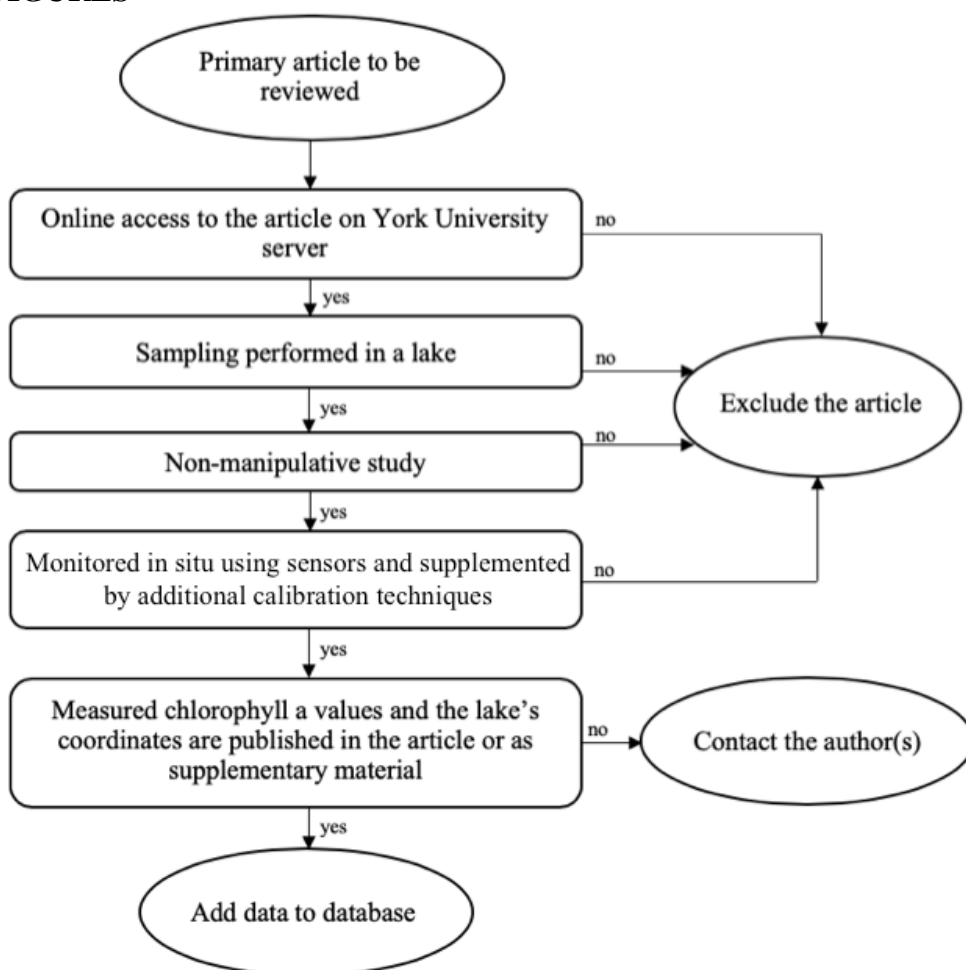 Primary article to be
reviewed
Online access to the article on York University
server
no
yes
Sampling performed in a lake
no
yes
Exclude the article
Non-manipulative study
no
yes
Monitored in situ using sensors and supplemented
by additional calibration techniques
no
yes
Measured chlorophyll a values and the lake’s
coordinates are published in the article or as
supplementary material
no
Contact the author(s)
yes
Add data to database